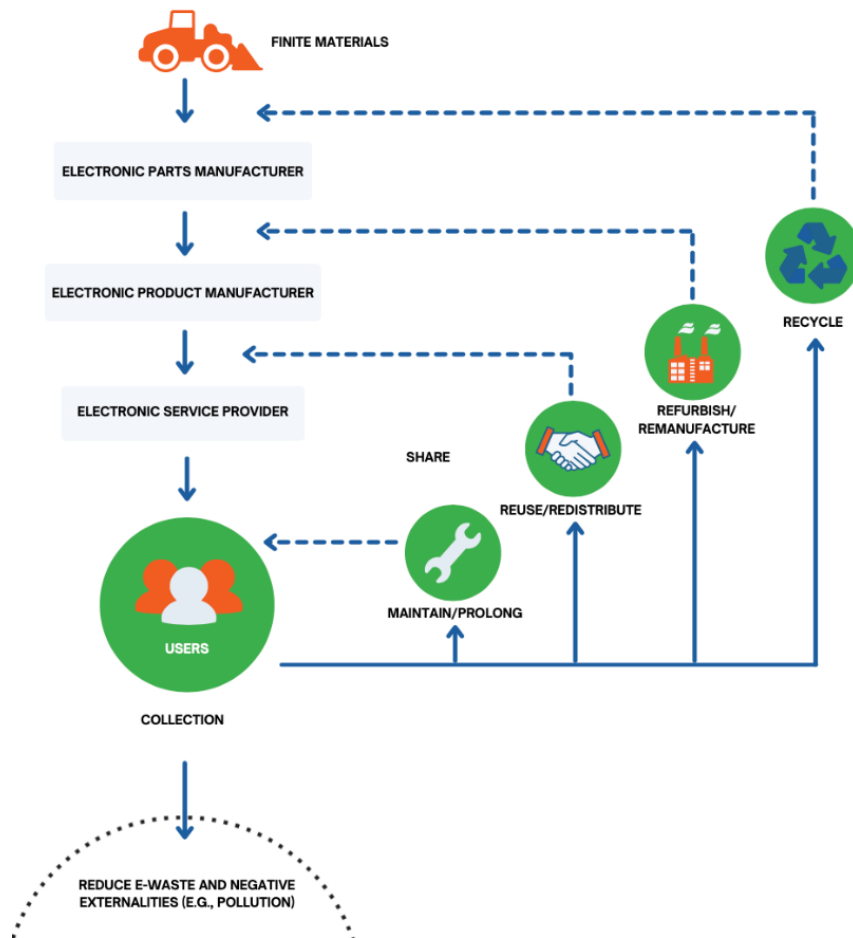 FINITE MATERIALS
ELECTRONIC PARTS MANUFACTURER
ELECTRONIC PRODUCT MANUFACTURER
RECYCLE
ELECTRONIC SERVICE PROVIDER
REFURBISH/
REMANUFACTURE
SHARE
REUSE/REDISTRIBUTE
MAINTAIN/PROLONG
USERS
COLLECTION
REDUCE E-WASTE AND NEGATIVE
EXTERNALITIES (E.G., POLLUTION)